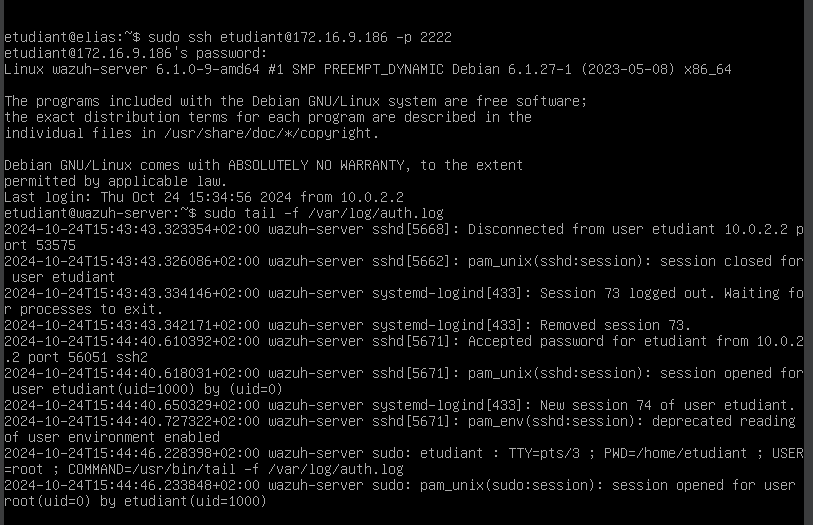 etudiant@elias:~$ sudo ssh etudiant@172.16.9.186 -p 2222
etudiant@172.16.9.186's password:
Linux wazuh-server 6.1.0-9-amd64 #1 SMP PREEMPT_DYNAMIC Debian 6.1.27-1 (2023-05-08) x86_64

The programs included with the Debian GNU/Linux system are free software;
the exact distribution terms for each program are described in the
individual files in /usr/share/doc/*/copyright.

Debian GNU/Linux comes with ABSOLUTELY NO WARRANTY, to the extent
permitted by applicable law.
Last login: Thu Oct 24 15:34:56 2024 from 10.0.2.2
etudiant@wazuh-server:~$ sudo tail -f /var/log/auth.log
2024-10-24T15:43:43.323354+02:00 wazuh-server sshd[5668]: Disconnected from user etudiant 10.0.2.2 p
ort 53575
2024-10-24T15:43:43.326086+02:00 wazuh-server sshd[5662]: pam_unix(sshd:session): session closed for
 user etudiant
2024-10-24T15:43:43.334146+02:00 wazuh-server systemd-logind[433]: Session 73 logged out. Waiting fo
r processes to exit.
2024-10-24T15:43:43.342171+02:00 wazuh-server systemd-logind[433]: Removed session 73.
2024-10-24T15:44:40.610392+02:00 wazuh-server sshd[5671]: Accepted password for etudiant from 10.0.2
.2 port 56051 ssh2
2024-10-24T15:44:40.618031+02:00 wazuh-server sshd[5671]: pam_unix(sshd:session): session opened for
 user etudiant(uid=1000) by (uid=0)
2024-10-24T15:44:40.650329+02:00 wazuh-server systemd-logind[433]: New session 74 of user etudiant.
2024-10-24T15:44:40.727322+02:00 wazuh-server sshd[5671]: pam_env(sshd:session): deprecated reading
of user environment enabled
2024-10-24T15:44:46.228398+02:00 wazuh-server sudo: etudiant : TTY=pts/3 ; PWD=/home/etudiant ; USER
=root ; COMMAND=/usr/bin/tail -f /var/log/auth.log
2024-10-24T15:44:46.233848+02:00 wazuh-server sudo: pam_unix(sudo:session): session opened for user
root(uid=0) by etudiant(uid=1000)